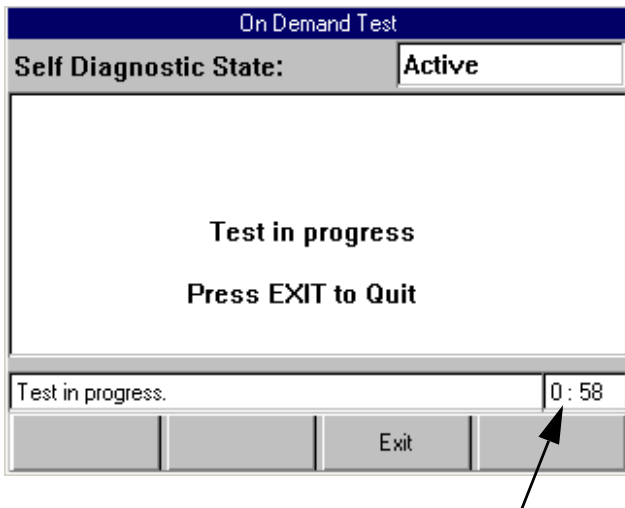 On Demand Test
Self Diagnostic State: Active
Test in progress
Press EXIT to Quit
Test in progress. 0 : 58
Exit